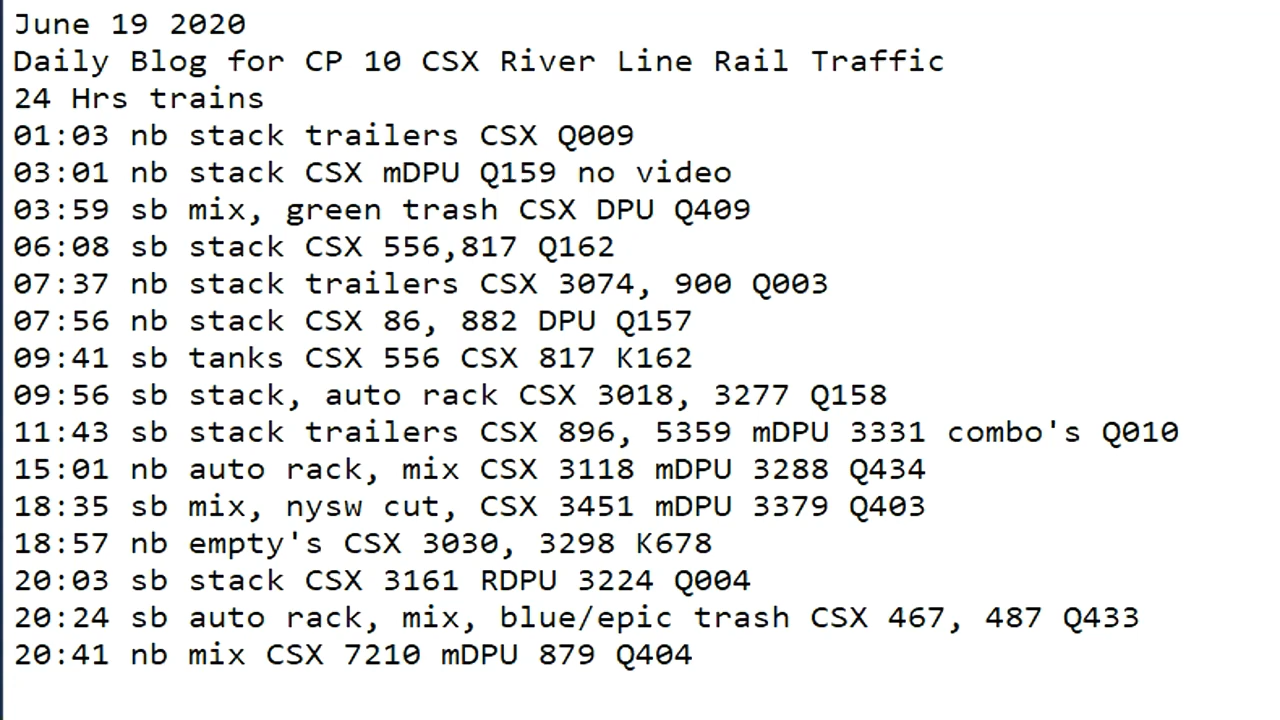 June 19 2020
Daily Blog for CP 10 CSX River Line Rail Traffic
24 Hrs trains
01:03 nb stack trailers CSX Q009
03:01 nb stack CSX mDPU Q159 no video
03:59 sb mix, green trash CSX DPU Q409
06:08 sb stack CSX 556,817 Q162
07:37 nb stack trailers CSX 3074, 900 Q003
07:56 nb stack CSX 86, 882 DPU Q157
09:41 sb tanks CSX 556 CSX 817 K162
09:56 sb stack, auto rack CSX 3018, 3277 Q158
11:43 sb stack trailers CSX 896, 5359 mDPU 3331 combo's Q010
15:01 nb auto rack, mix CSX 3118 mDPU 3288 Q434
18:35 sb mix, nysw cut, CSX 3451 mDPU 3379 Q403
18:57 nb empty's CSX 3030, 3298 K678
20:03 sb stack CSX 3161 RDPU 3224 Q004
20:24 sb auto rack, mix, blue/epic trash CSX 467, 487 Q433
20:41 nb mix CSX 7210 mDPU 879 Q404